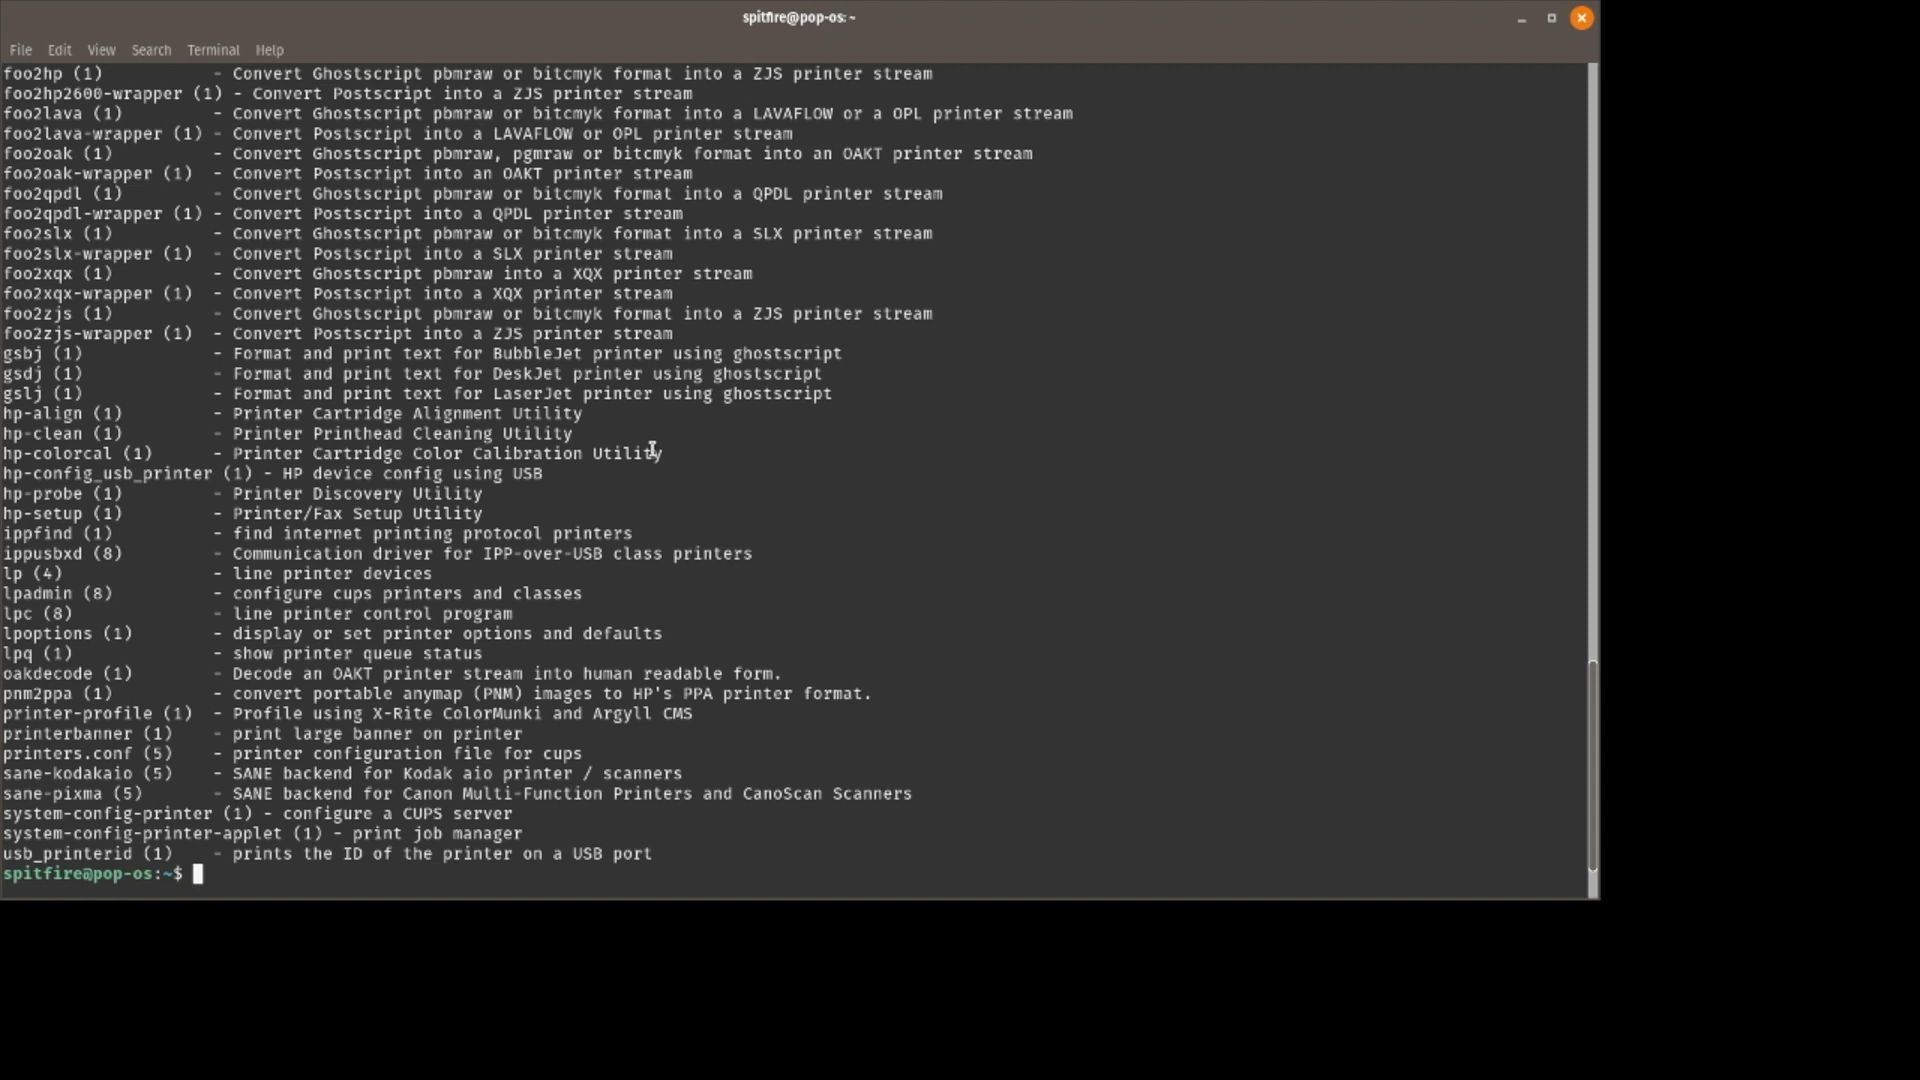 spitfire@pop-os: ~
File Edit View Search Terminal Help
foo2hp (1)           - Convert Ghostscript pbmraw or bitcmyk format into a ZJS printer stream
foo2hp2600-wrapper (1) - Convert Postscript into a ZJS printer stream
foo2lava (1)         - Convert Ghostscript pbmraw or bitcmyk format into a LAVAFLOW or a OPL printer stream
foo2lava-wrapper (1) - Convert Postscript into a LAVAFLOW or OPL printer stream
foo2oak (1)          - Convert Ghostscript pbmraw, pgmraw or bitcmyk format into an OAKT printer stream
foo2oak-wrapper (1)  - Convert Postscript into an OAKT printer stream
foo2qpdl (1)         - Convert Ghostscript pbmraw or bitcmyk format into a QPDL printer stream
foo2qpdl-wrapper (1) - Convert Postscript into a QPDL printer stream
foo2slx (1)          - Convert Ghostscript pbmraw or bitcmyk format into a SLX printer stream
foo2slx-wrapper (1)  - Convert Postscript into a SLX printer stream
foo2xqx (1)          - Convert Ghostscript pbmraw into a XQX printer stream
foo2xqx-wrapper (1)  - Convert Postscript into a XQX printer stream
foo2zjs (1)          - Convert Ghostscript pbmraw or bitcmyk format into a ZJS printer stream
foo2zjs-wrapper (1)  - Convert Postscript into a ZJS printer stream
gsbj (1)             - Format and print text for BubbleJet printer using ghostscript
gsdj (1)             - Format and print text for DeskJet printer using ghostscript
gslj (1)             - Format and print text for LaserJet printer using ghostscript
hp-align (1)         - Printer Cartridge Alignment Utility
hp-clean (1)         - Printer Printhead Cleaning Utility
hp-colorcal (1)      - Printer Cartridge Color Calibration Utility
hp-config_usb_printer (1) - HP device config using USB
hp-probe (1)         - Printer Discovery Utility
hp-setup (1)         - Printer/Fax Setup Utility
ippfind (1)          - find internet printing protocol printers
ippusbxd (8)         - Communication driver for IPP-over-USB class printers
lp (4)               - line printer devices
lpadmin (8)          - configure cups printers and classes
lpc (8)              - line printer control program
lpoptions (1)        - display or set printer options and defaults
lpq (1)              - show printer queue status
oakdecode (1)        - Decode an OAKT printer stream into human readable form.
pnm2ppa (1)          - convert portable anymap (PNM) images to HP's PPA printer format.
printer-profile (1)  - Profile using X-Rite ColorMunki and Argyll CMS
printerbanner (1)    - print large banner on printer
printers.conf (5)    - printer configuration file for cups
sane-kodakaio (5)    - SANE backend for Kodak aio printer / scanners
sane-pixma (5)       - SANE backend for Canon Multi-Function Printers and CanoScan Scanners
system-config-printer (1) - configure a CUPS server
system-config-printer-applet (1) - print job manager
usb_printerid (1)    - prints the ID of the printer on a USB port
spitfire@pop-os:~$